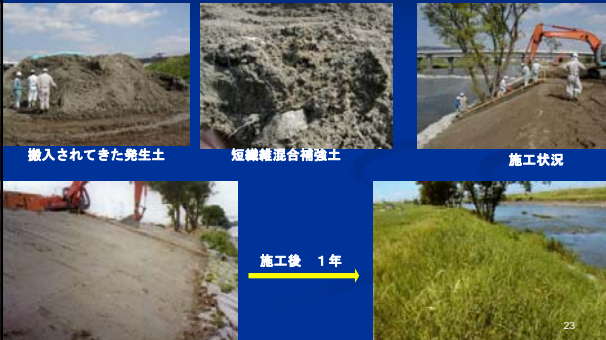 搬入されてきた発生土
短繊維混合補強土
施工状況
施工後　1年
23